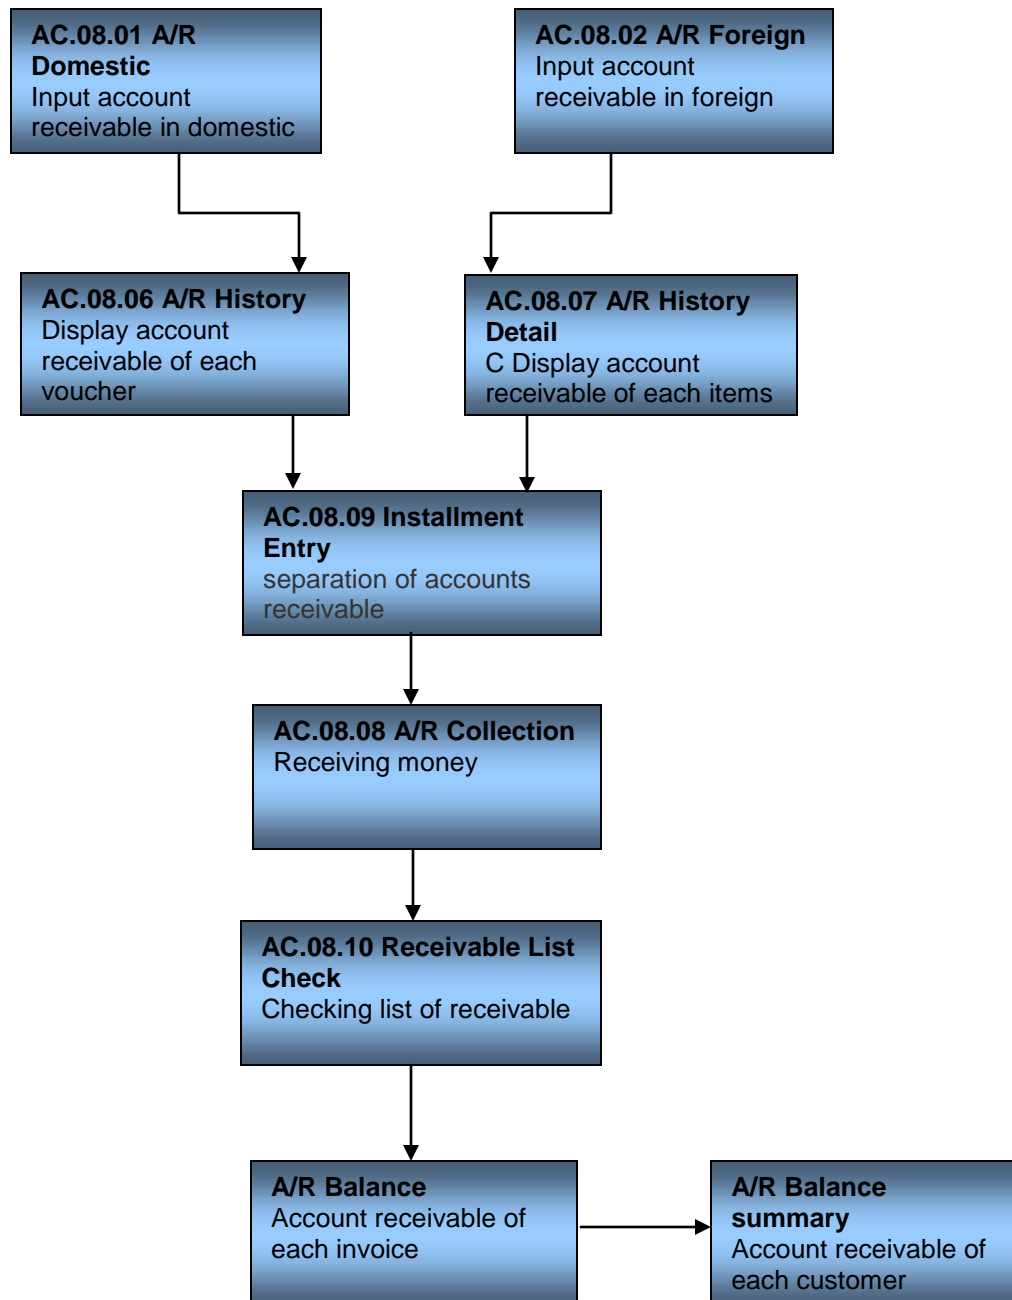 AC.08.01 A/R
Domestic
Input account
receivable in domestic
AC.08.02 A/R Foreign
Input account
receivable in foreign
AC.08.06 A/R History
Display account
receivable of each
voucher
AC.08.07 A/R History
Detail
C Display account
receivable of each items
AC.08.09 Installment
Entry
separation of accounts
receivable
AC.08.08 A/R Collection
Receiving money
AC.08.10 Receivable List
Check
Checking list of receivable
A/R Balance
Account receivable of
each invoice
A/R Balance
summary
Account receivable of
each customer